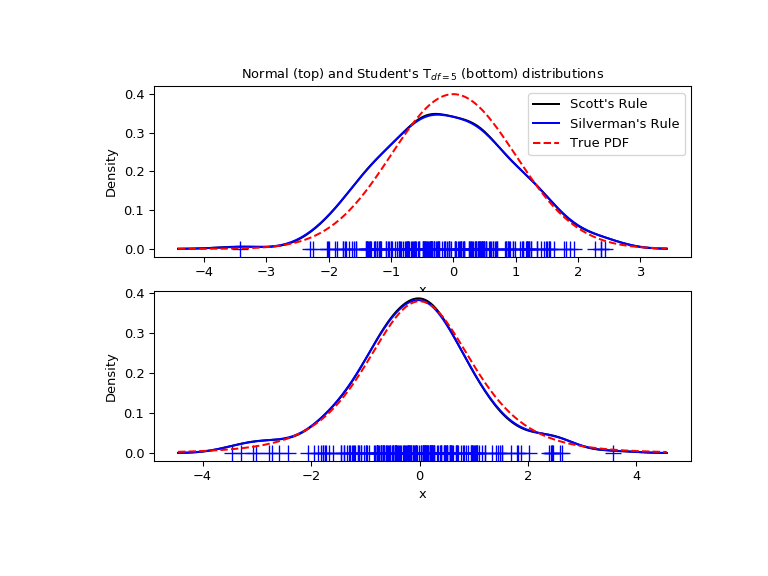 Normal (top) and Student's T_{df=5} (bottom) distributions
Density
0.4
0.3
0.2
0.1
0.0
Scott's Rule
Silverman's Rule
True PDF
−4 −3 −2 −1 0 1 2 3
x
Density
0.4
0.3
0.2
0.1
0.0
−4 −2 0 2 4
x